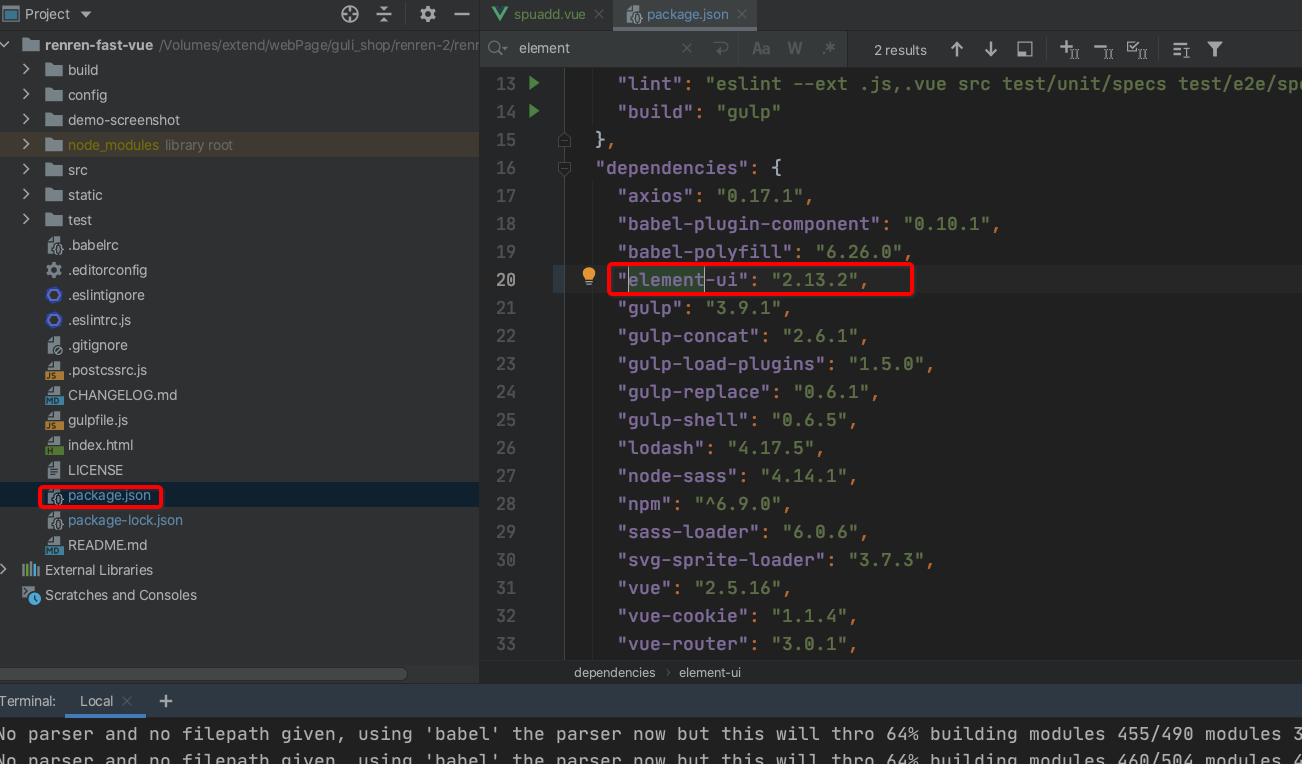 Project
renren-fast-vue /Volumes/extend/webPage/guli_shop/renren-2/renr
build
config
demo-screenshot
node_modules library root
src
static
test
.babelrc
.editorconfig
.eslintignore
.eslintrc.js
.gitignore
.postcssrc.js
CHANGELOG.md
gulpfile.js
index.html
LICENSE
package.json
package-lock.json
README.md
External Libraries
Scratches and Consoles
spuadd.vue
package.json
element
Aa W .*
2 results
13 "lint": "eslint --ext .js,.vue src test/unit/specs test/e2e/spe
14 "build": "gulp"
15 },
16 "dependencies": {
17 "axios": "0.17.1",
18 "babel-plugin-component": "0.10.1",
19 "babel-polyfill": "6.26.0",
20 "element-ui": "2.13.2",
21 "gulp": "3.9.1",
22 "gulp-concat": "2.6.1",
23 "gulp-load-plugins": "1.5.0",
24 "gulp-replace": "0.6.1",
25 "gulp-shell": "0.6.5",
26 "lodash": "4.17.5",
27 "node-sass": "4.14.1",
28 "npm": "^6.9.0",
29 "sass-loader": "6.0.6",
30 "svg-sprite-loader": "3.7.3",
31 "vue": "2.5.16",
32 "vue-cookie": "1.1.4",
33 "vue-router": "3.0.1",
dependencies › element-ui
Terminal: Local +
No parser and no filepath given, using 'babel' the parser now but this will thro 64% building modules 455/490 modules 3
No parser and no filepath given, using 'babel' the parser now but this will thro 64% building modules 460/504 modules 4